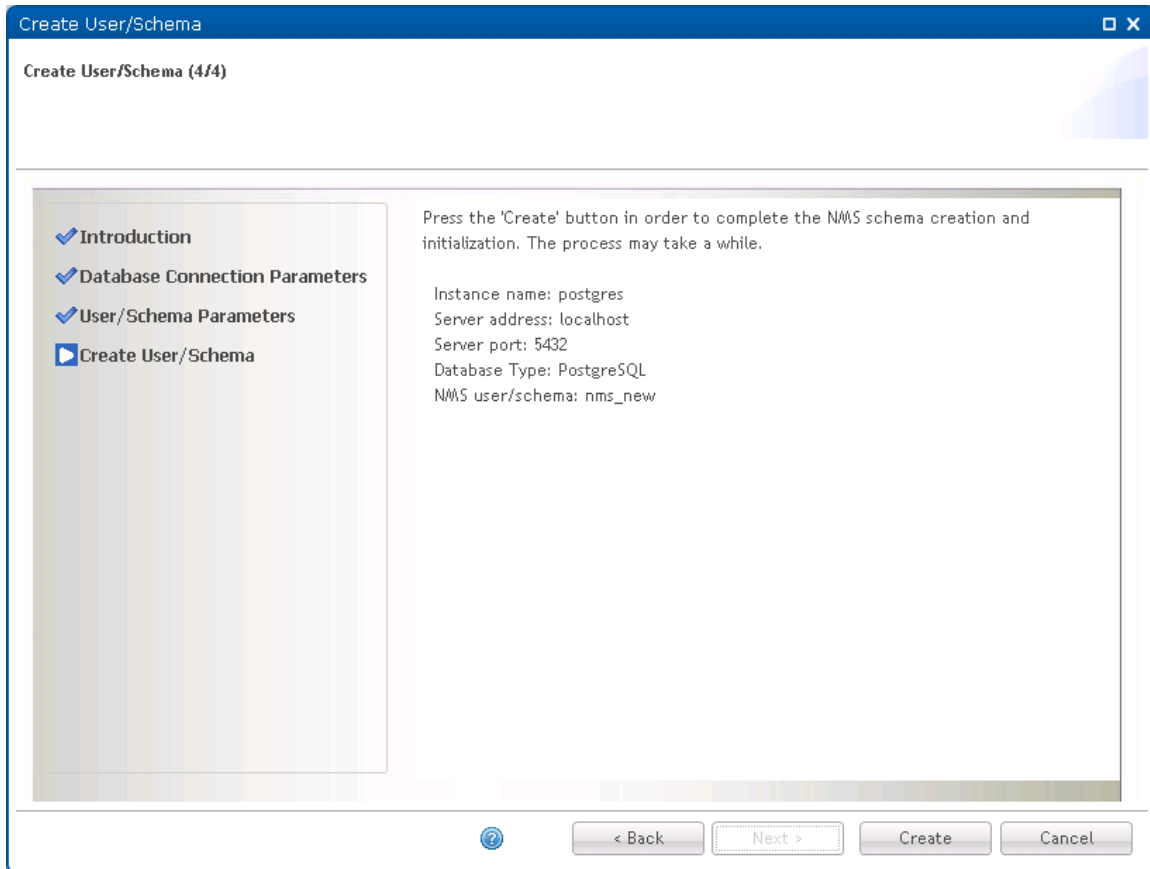 Create User/Schema
Create User/Schema (4/4)
Introduction
Database Connection Parameters
User/Schema Parameters
Create User/Schema
Press the 'Create' button in order to complete the NMS schema creation and
initialization. The process may take a while.
Instance name: postgres
Server address: localhost
Server port: 5432
Database Type: PostgreSQL
NMS user/schema: nms_new
?
< Back
Next >
Create
Cancel